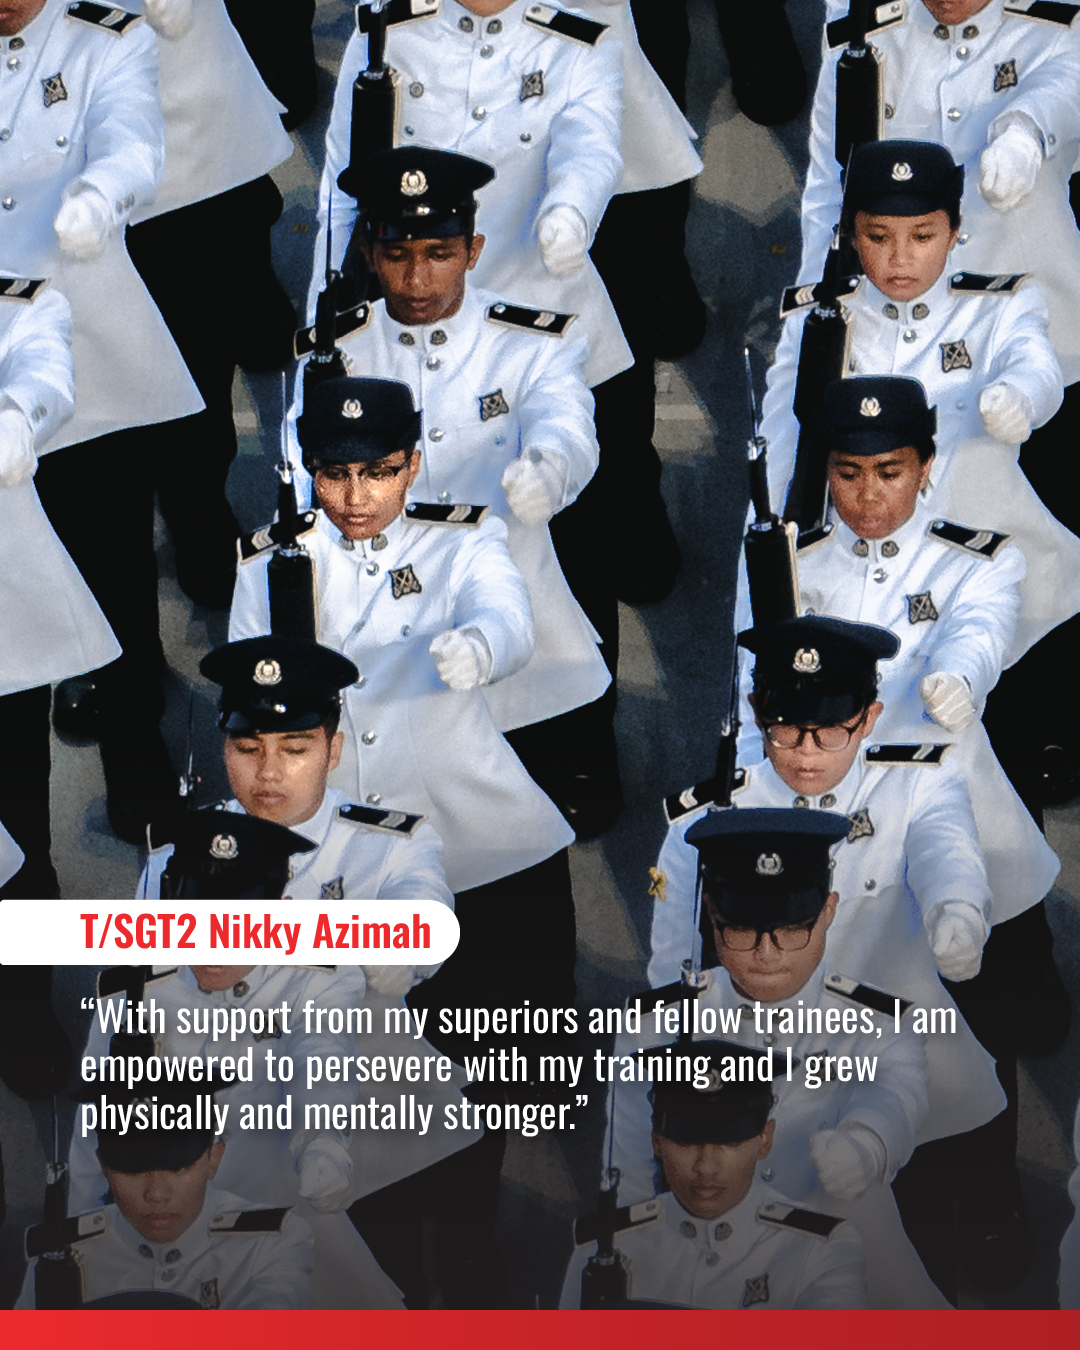 T/SGT2 Nikky Azimah
“With support from my superiors and fellow trainees, I am
empowered to persevere with my training and I grew
physically and mentally stronger.”